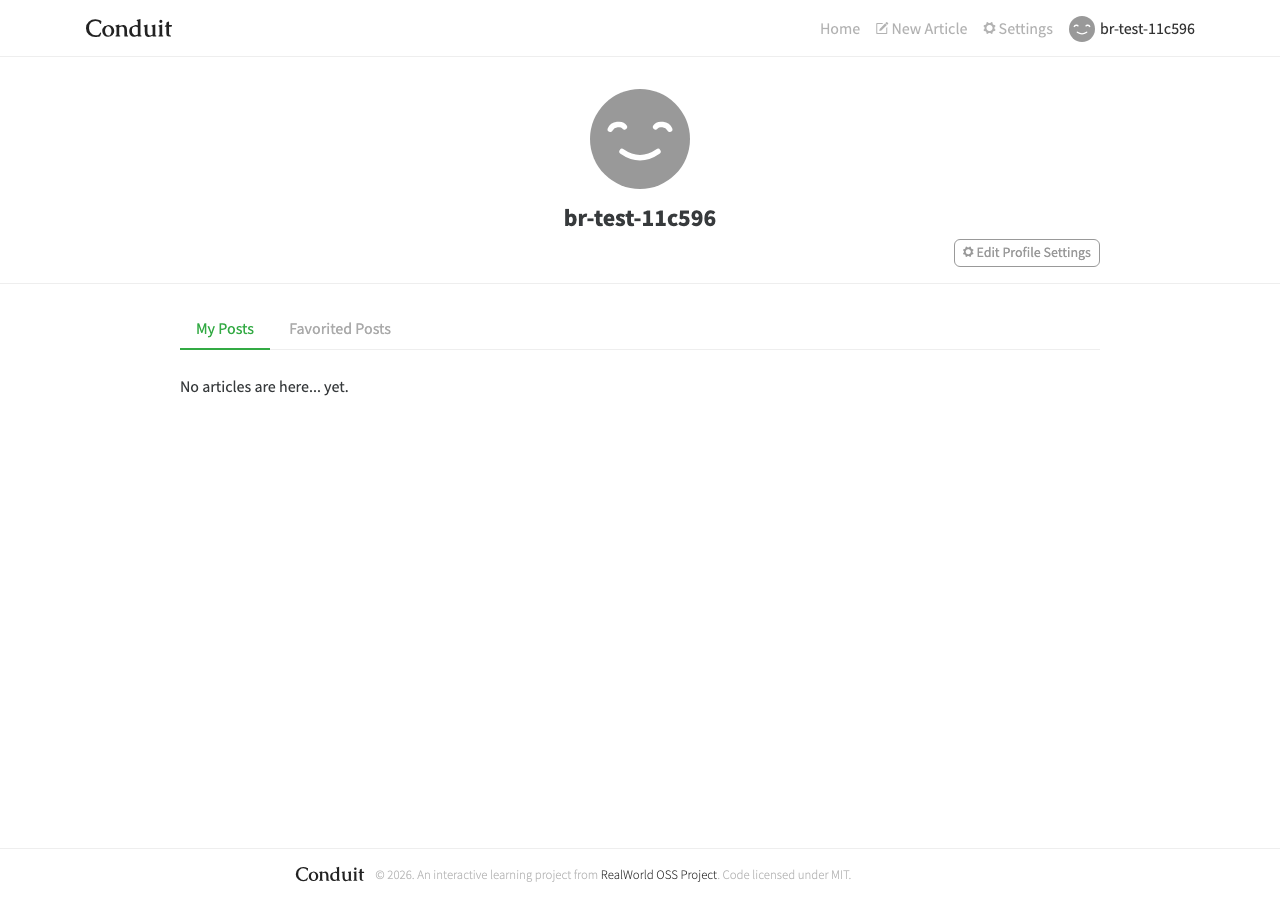 Conduit
Home New Article Settings br-test-11c596
br-test-11c596
Edit Profile Settings
My Posts Favorited Posts
No articles are here... yet.
Conduit © 2026. An interactive learning project from RealWorld OSS Project. Code licensed under MIT.